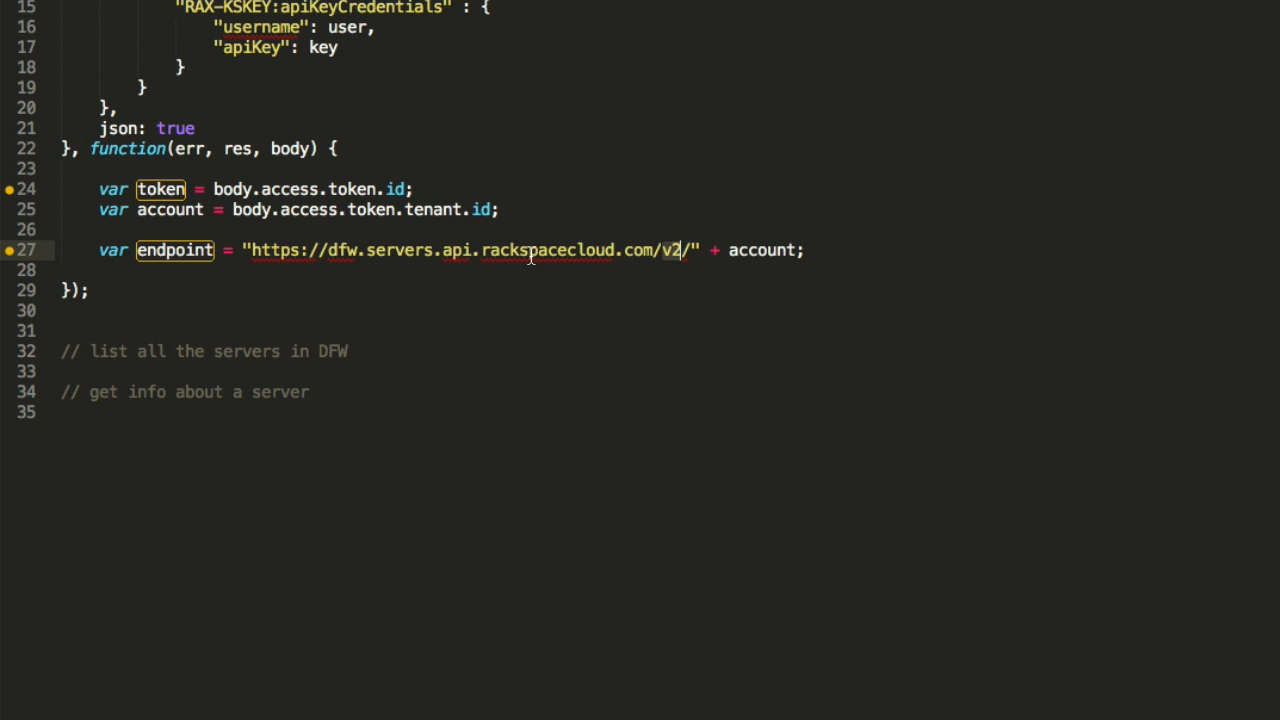 15 "RAX-KSKEY:apiKeyCredentials" : {
16 "username": user,
17 "apiKey": key
18 }
19 }
20 },
21 json: true
22 }, function(err, res, body) {
23
24 var token = body.access.token.id;
25 var account = body.access.token.tenant.id;
26
27 var endpoint = "https://dfw.servers.api.rackspacecloud.com/v2/" + account;
28
29 });
30
31
32 // list all the servers in DFW
33
34 // get info about a server
35